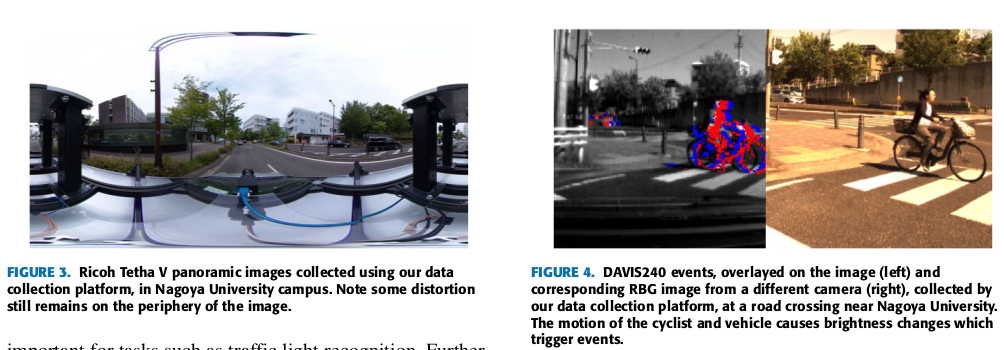 FIGURE 3. Ricoh Tetha V panoramic images collected using our data
collection platform, in Nagoya University campus. Note some distortion
still remains on the periphery of the image.
important for tasks such as traffic light recognition. Further
FIGURE 4. DAVIS240 events, overlayed on the image (left) and
corresponding RBG image from a different camera (right), collected by
our data collection platform, at a road crossing near Nagoya University.
The motion of the cyclist and vehicle causes brightness changes which
trigger events.